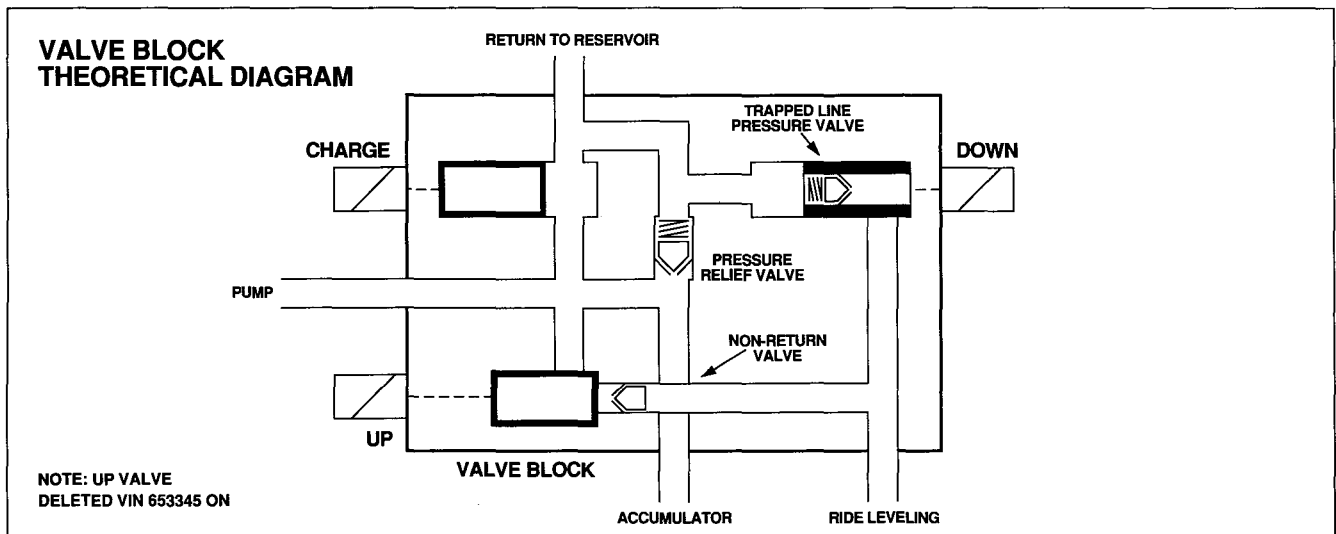 VALVE BLOCK
THEORETICAL DIAGRAM
RETURN TO RESERVOIR
TRAPPED LINE
PRESSURE VALVE
CHARGE
DOWN
PRESSURE
RELIEF VALVE
PUMP
NON-RETURN
VALVE
UP
VALVE BLOCK
NOTE: UP VALVE
DELETED VIN 653345 ON
ACCUMULATOR
RIDE LEVELING